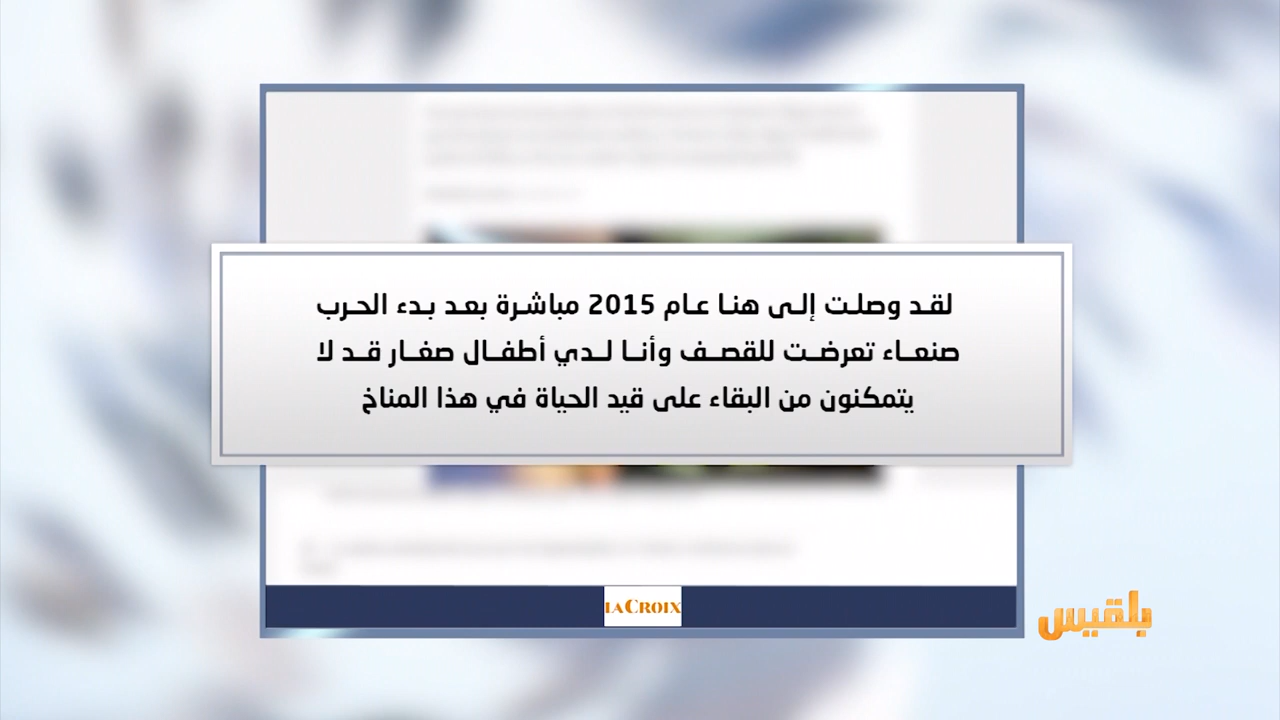 لقد وصلت إلى هنا عام 2015 مباشرة بعد بدء الحرب
صنعاء تعرضت للقصف وأنا لدي أطفال صغار قد لا
يتمكنون من البقاء على قيد الحياة في هذا المناخ
laCroix
بلقيس